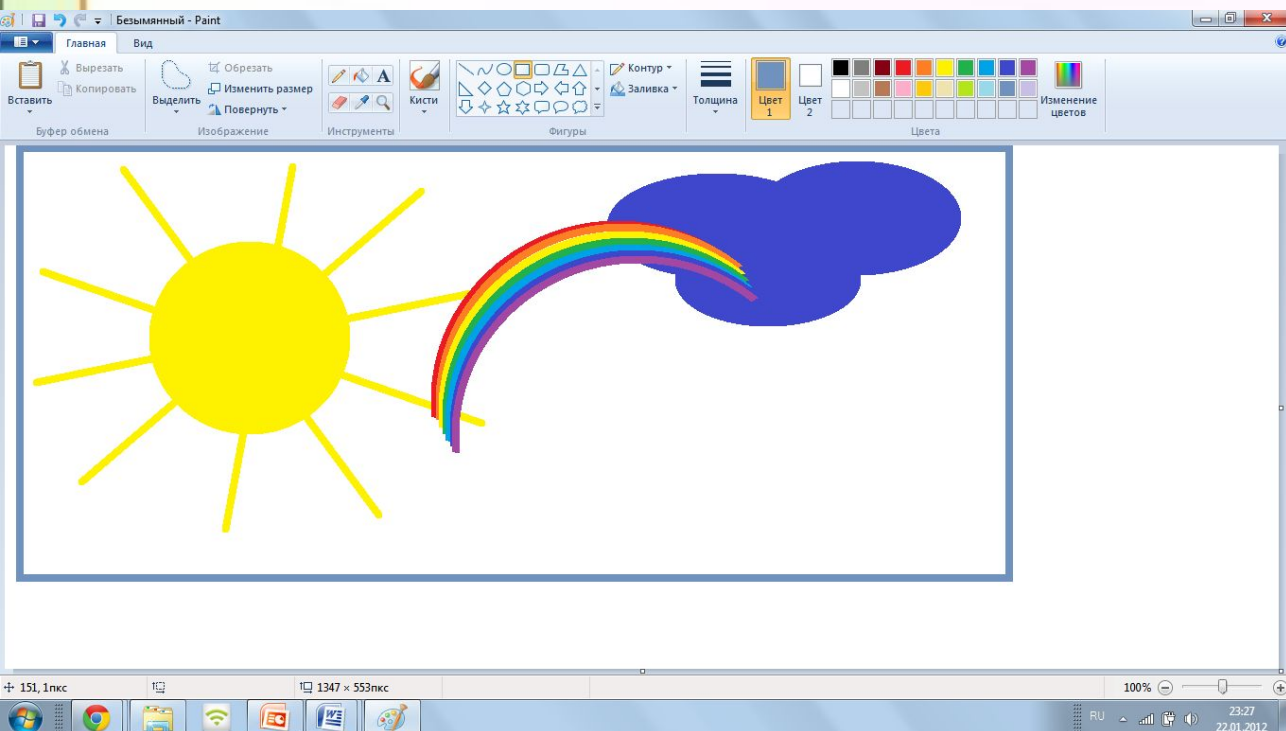 Безымянный - Paint
Главная Вид
Вставить
Вырезать
Копировать
Буфер обмена
Выделить
Обрезать
Изменить размер
Повернуть
Изображение
A
Инструменты
Кисти
Контур
Заливка
Фигуры
Толщина
Цвет 1
Цвет 2
Изменение цветов
Цвета
151, 1пкс
1347 × 553пкс
100%
W
RU
23:27
22.01.2012